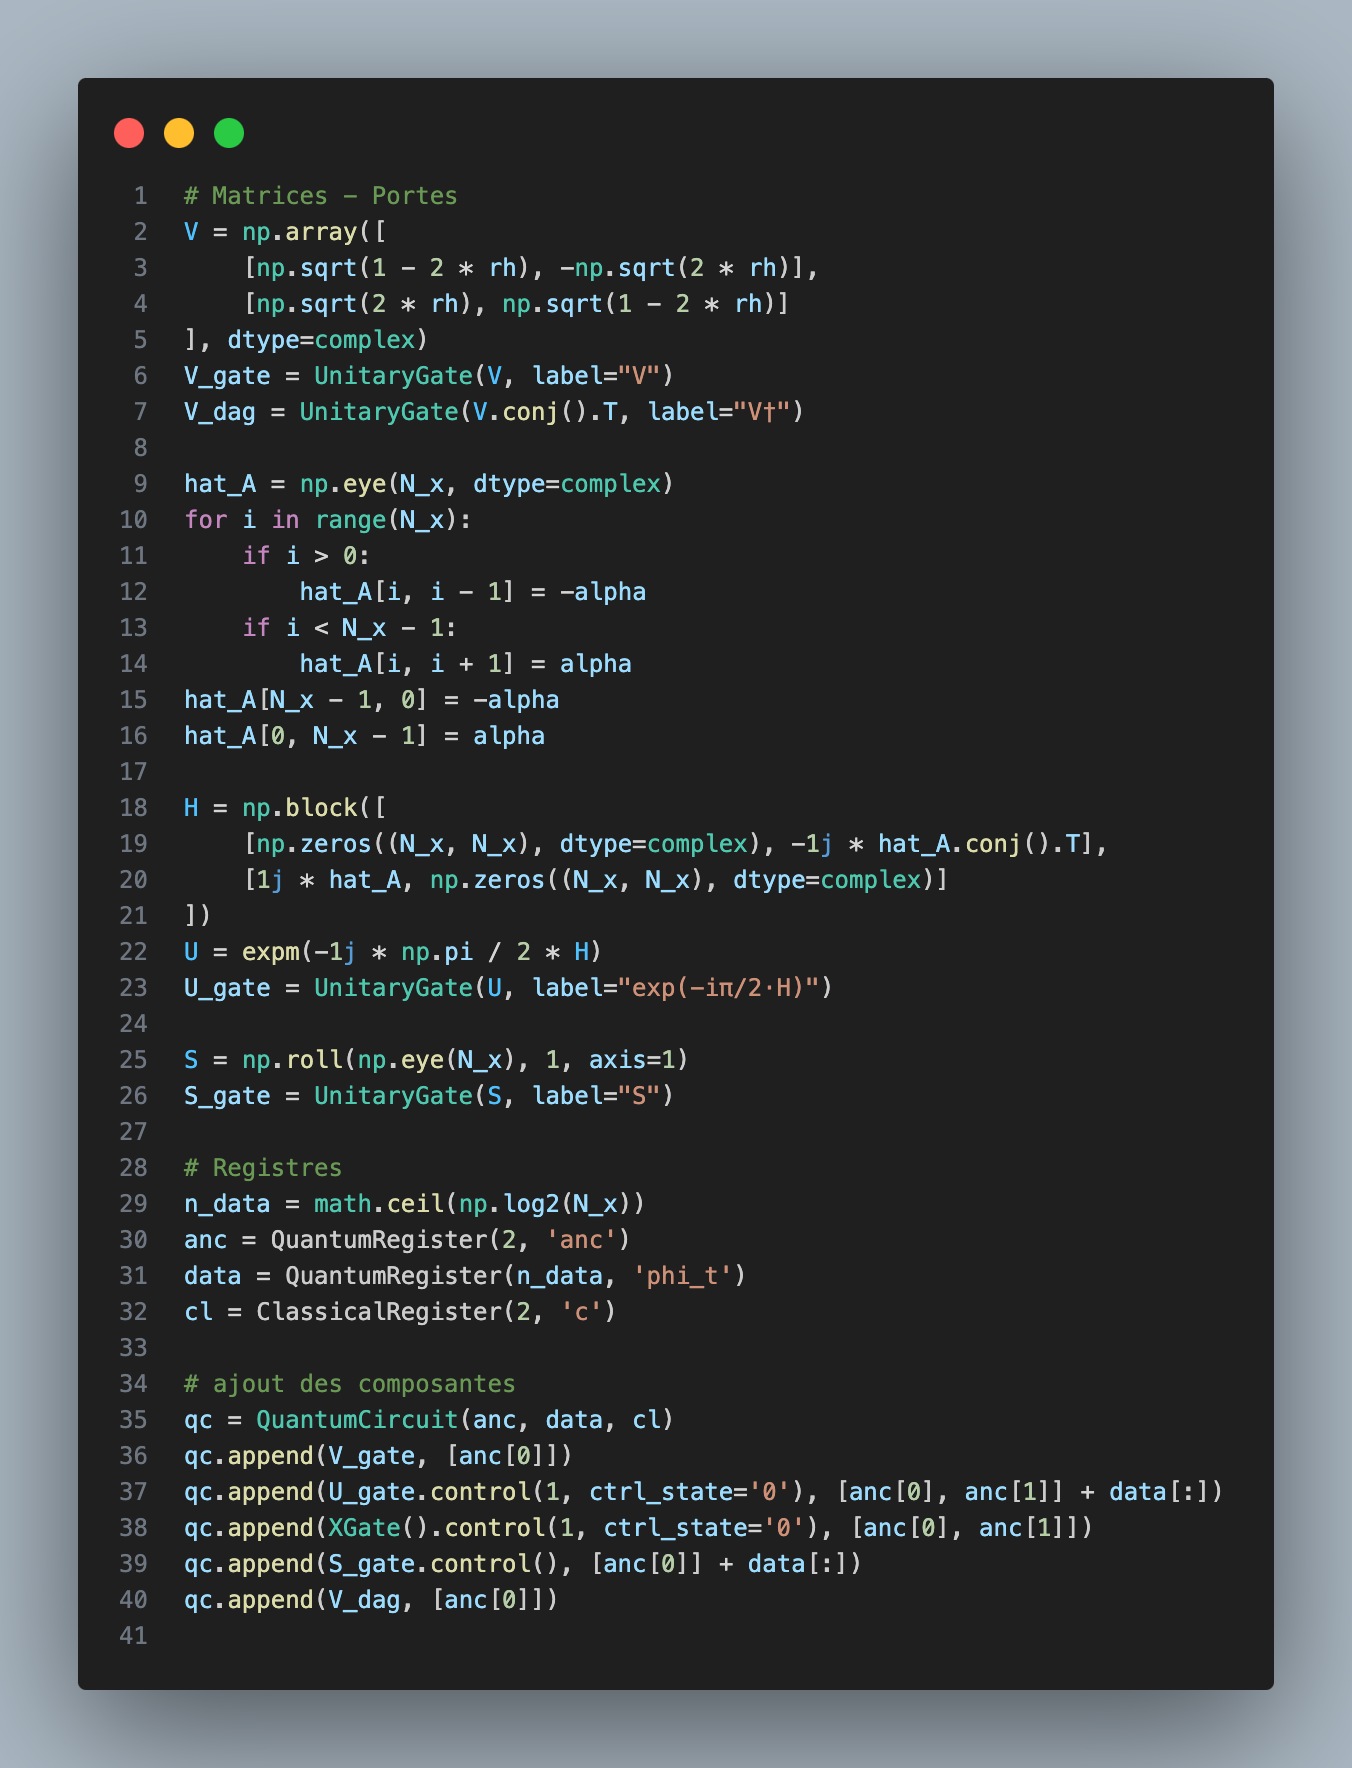 1 # Matrices - Portes
2 V = np.array([
3     [np.sqrt(1 - 2 * rh), -np.sqrt(2 * rh)],
4     [np.sqrt(2 * rh), np.sqrt(1 - 2 * rh)]
5 ], dtype=complex)
6 V_gate = UnitaryGate(V, label="V")
7 V_dag = UnitaryGate(V.conj().T, label="V†")
8
9 hat_A = np.eye(N_x, dtype=complex)
10 for i in range(N_x):
11     if i > 0:
12         hat_A[i, i - 1] = -alpha
13     if i < N_x - 1:
14         hat_A[i, i + 1] = alpha
15 hat_A[N_x - 1, 0] = -alpha
16 hat_A[0, N_x - 1] = alpha
17
18 H = np.block([
19     [np.zeros((N_x, N_x), dtype=complex), -1j * hat_A.conj().T],
20     [1j * hat_A, np.zeros((N_x, N_x), dtype=complex)]
21 ])
22 U = expm(-1j * np.pi / 2 * H)
23 U_gate = UnitaryGate(U, label="exp(-iπ/2·H)")
24
25 S = np.roll(np.eye(N_x), 1, axis=1)
26 S_gate = UnitaryGate(S, label="S")
27
28 # Registres
29 n_data = math.ceil(np.log2(N_x))
30 anc = QuantumRegister(2, 'anc')
31 data = QuantumRegister(n_data, 'phi_t')
32 cl = ClassicalRegister(2, 'c')
33
34 # ajout des composantes
35 qc = QuantumCircuit(anc, data, cl)
36 qc.append(V_gate, [anc[0]])
37 qc.append(U_gate.control(1, ctrl_state='0'), [anc[0], anc[1]] + data[:])
38 qc.append(XGate().control(1, ctrl_state='0'), [anc[0], anc[1]])
39 qc.append(S_gate.control(), [anc[0]] + data[:])
40 qc.append(V_dag, [anc[0]])
41